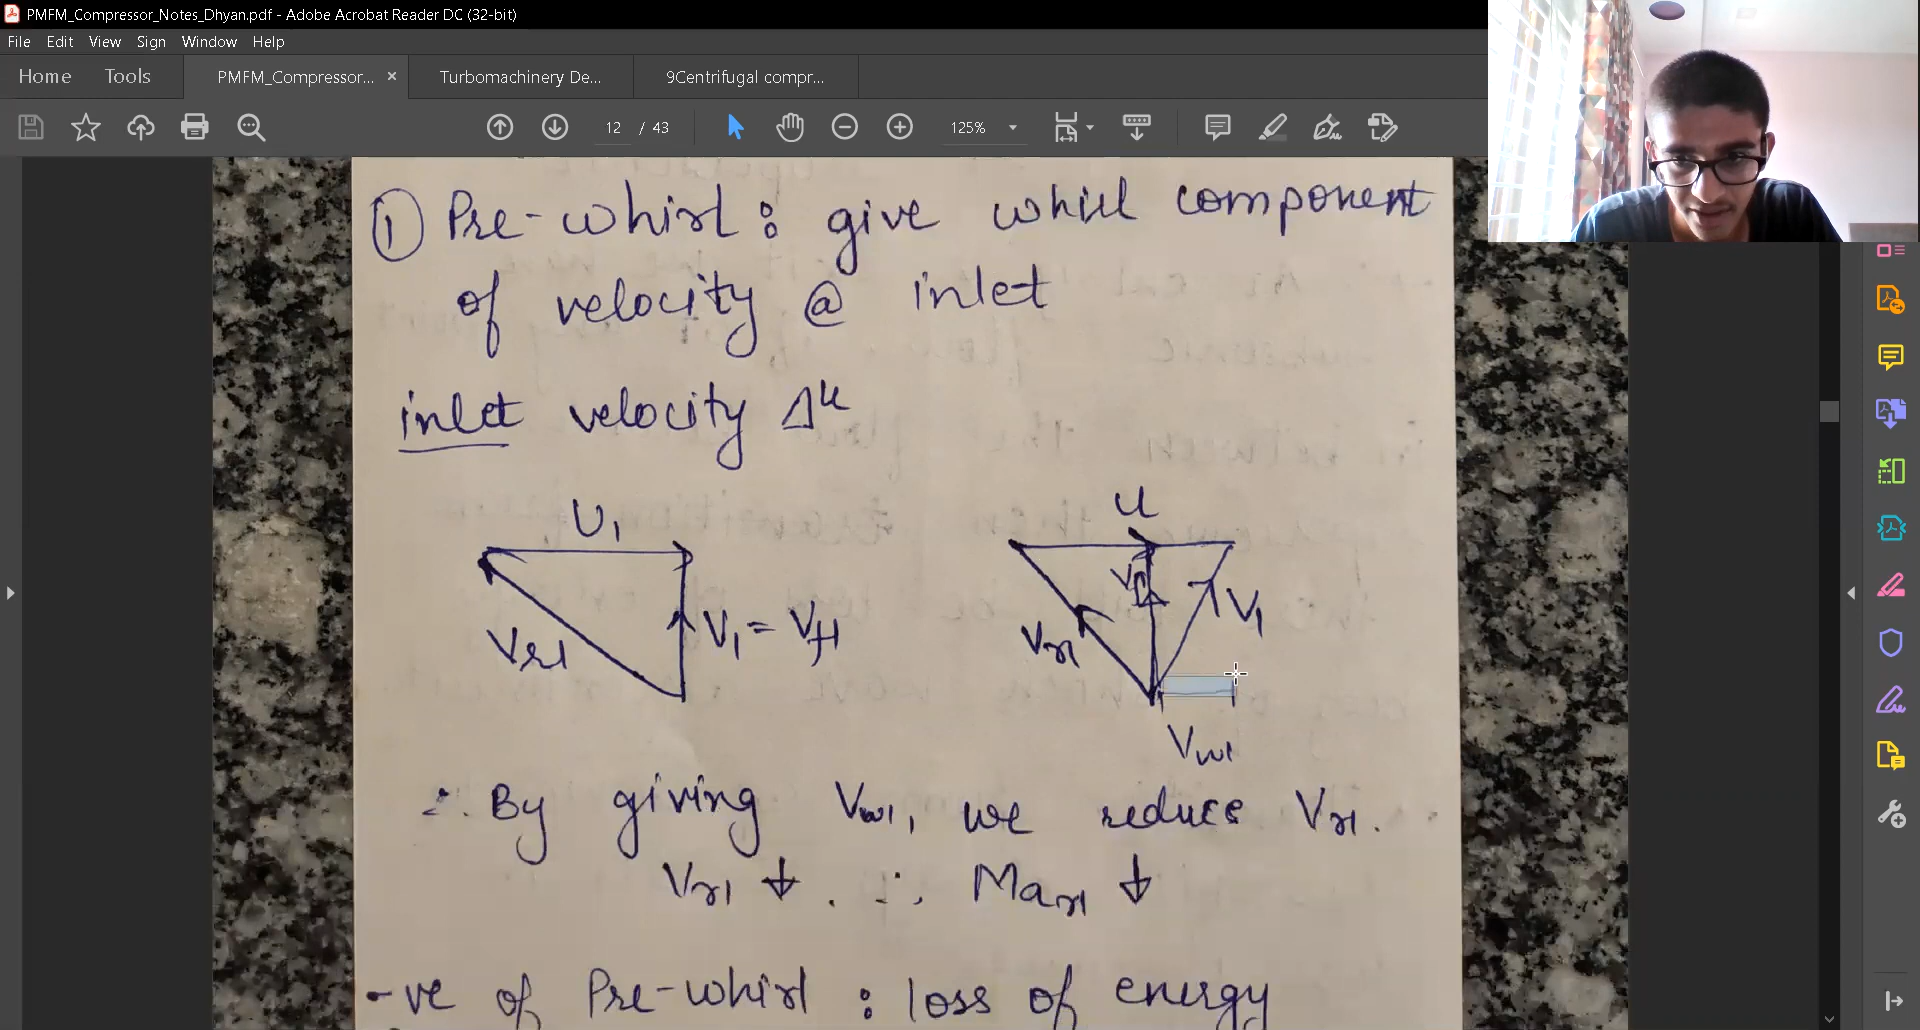 PMFM_Compressor_Notes_Dhyan.pdf - Adobe Acrobat Reader DC (32-bit)
File Edit View Sign Window Help
Home Tools PMFM_Compressor... × Turbomachinery De... 9Centrifugal compr...
12 / 43 125%
① Pre-whirl : give whirl component
of velocity @ inlet
inlet velocity Δle
U1
Vr1
V1 = Vf1
U
Vf1
Vr1
V1
Vw1
∴ By giving Vw1, we reduce Vr1.
Vr1 ↓ . ∴ Mar1 ↓
-ve of Pre-whirl : loss of energy